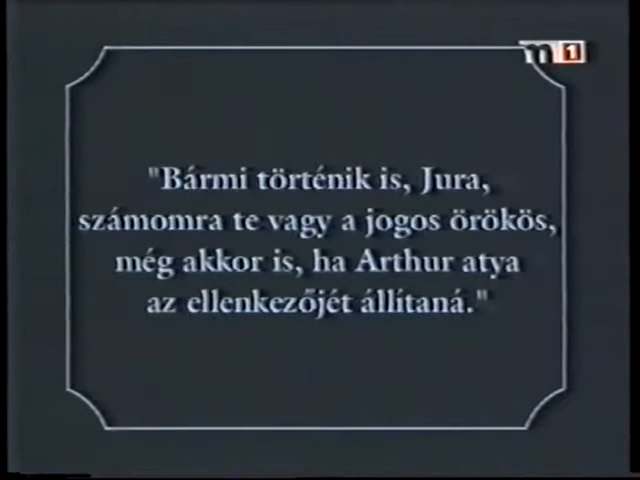 m1
"Bármi történik is, Jura,
számomra te vagy a jogos örökös,
még akkor is, ha Arthur atya
az ellenkezőjét állítaná."